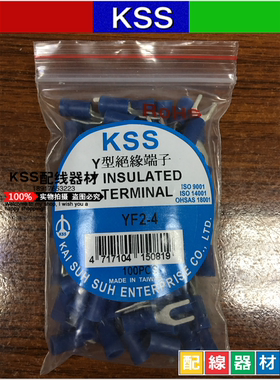 KSS
RoHS
KSS
Y型絕緣端子
INSULATED
TERMINAL
ISO 9001
ISO 14001
OHSAS 18001
YF2-4
4 717104 150819
100PCS
MADE IN TAIWAN
KSS
KAI SUH SUH ENTERPRISE CO., LTD.
KSS配线器材
100%
实物拍摄 盗图必究
配線器材